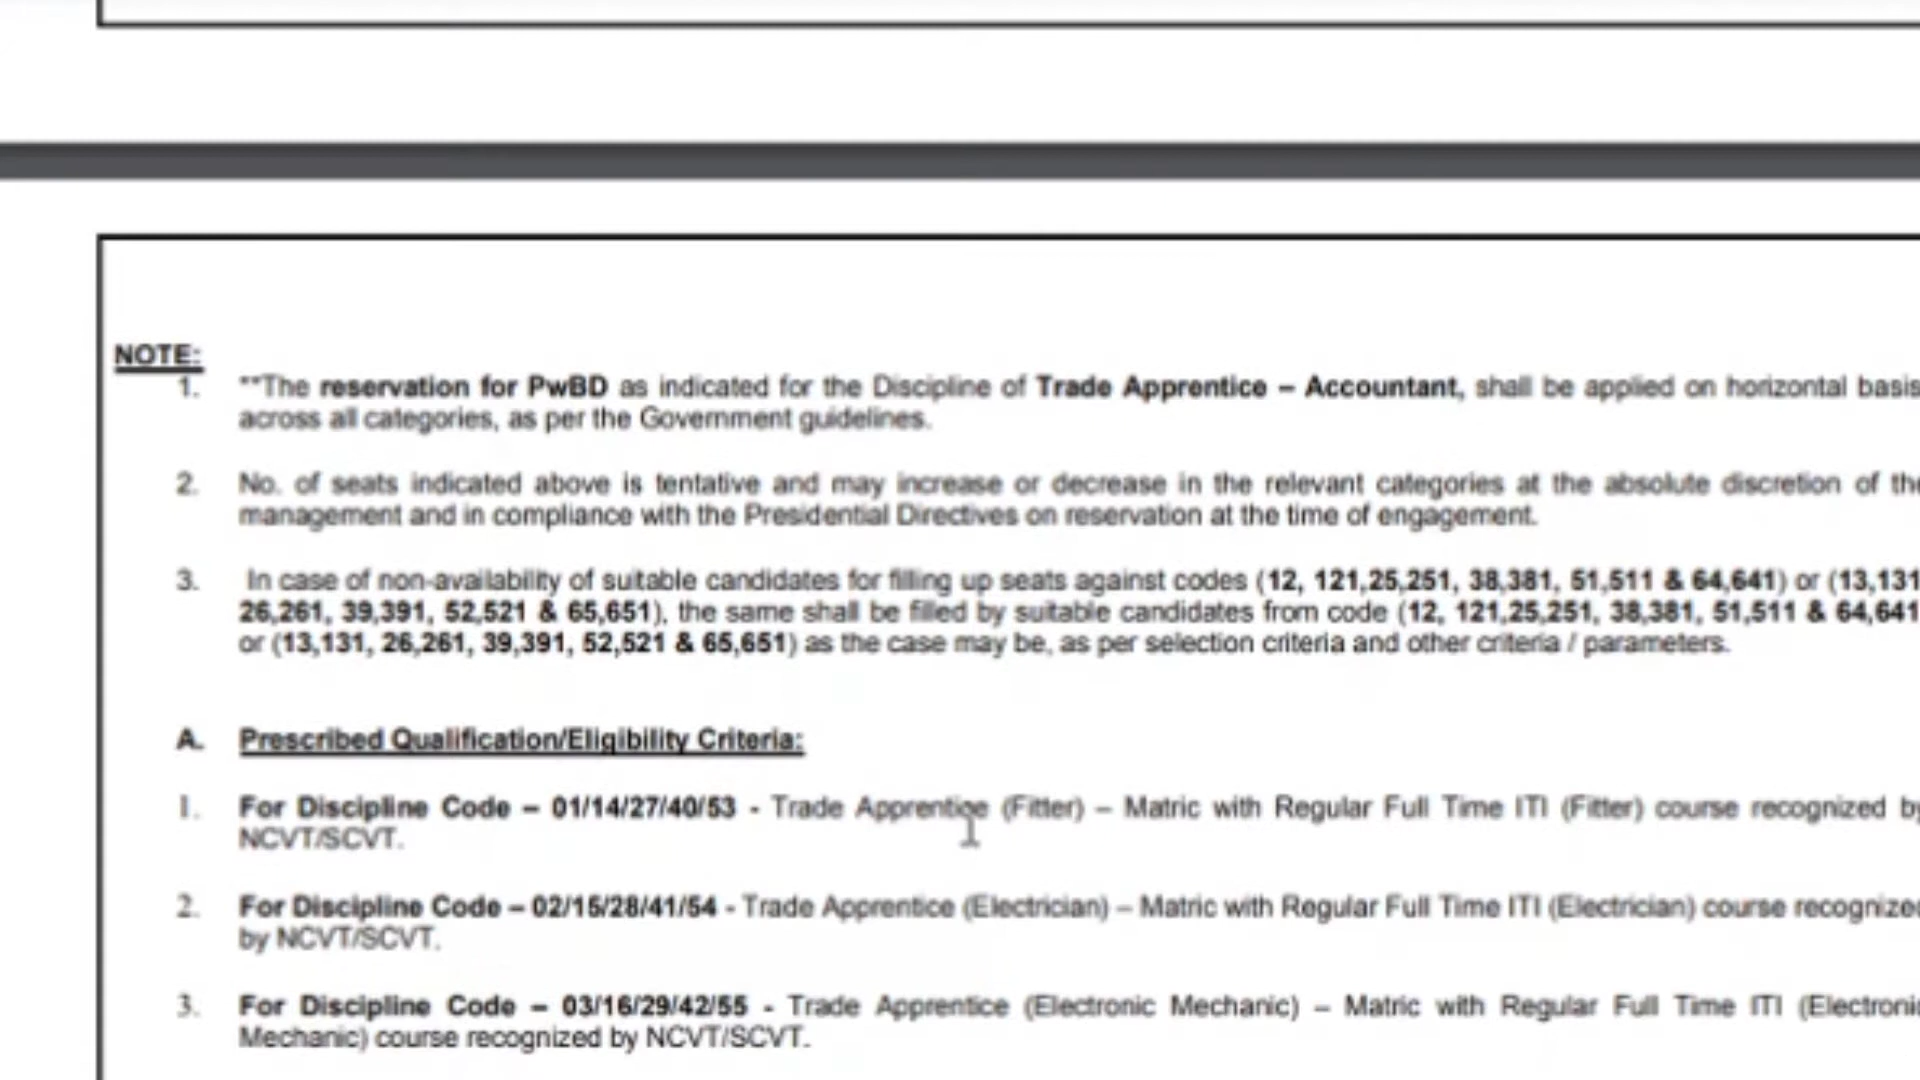 NOTE:
1. **The reservation for PwBD as indicated for the Discipline of Trade Apprentice – Accountant, shall be applied on horizontal basis
across all categories, as per the Government guidelines.
2. No. of seats indicated above is tentative and may increase or decrease in the relevant categories at the absolute discretion of the
management and in compliance with the Presidential Directives on reservation at the time of engagement.
3. In case of non-availability of suitable candidates for filling up seats against codes (12, 121,25,251, 38,381, 51,511 & 64,641) or (13,131
26,261, 39,391, 52,521 & 65,651), the same shall be filled by suitable candidates from code (12, 121,25,251, 38,381, 51,511 & 64,641
or (13,131, 26,261, 39,391, 52,521 & 65,651) as the case may be, as per selection criteria and other criteria / parameters.
A. Prescribed Qualification/Eligibility Criteria:
1. For Discipline Code – 01/14/27/40/53 - Trade Apprentice (Fitter) – Matric with Regular Full Time ITI (Fitter) course recognized by
NCVT/SCVT.
2. For Discipline Code – 02/15/28/41/54 - Trade Apprentice (Electrician) – Matric with Regular Full Time ITI (Electrician) course recognized
by NCVT/SCVT.
3. For Discipline Code – 03/16/29/42/55 - Trade Apprentice (Electronic Mechanic) – Matric with Regular Full Time ITI (Electronic
Mechanic) course recognized by NCVT/SCVT.